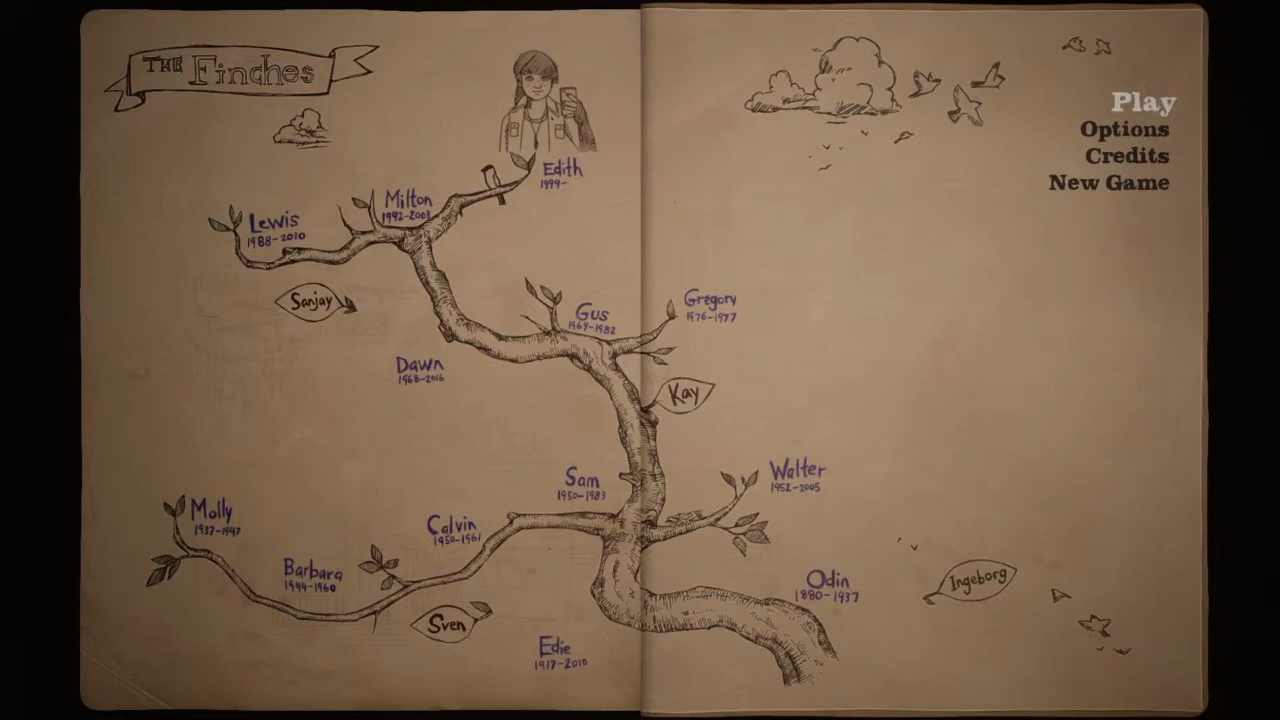 THE Finches
Play
Options
Credits
New Game
Edith
1999-
Milton
1992-2003
Lewis
1988-2010
Sanjay
Gus
1969-1982
Gregory
1976-1977
Dawn
1968-2016
Kay
Sam
1950-1983
Walter
1952-2005
Molly
1937-1947
Calvin
1950-1961
Barbara
1944-1960
Odin
1880-1937
Ingeborg
Sven
Edie
1917-2010